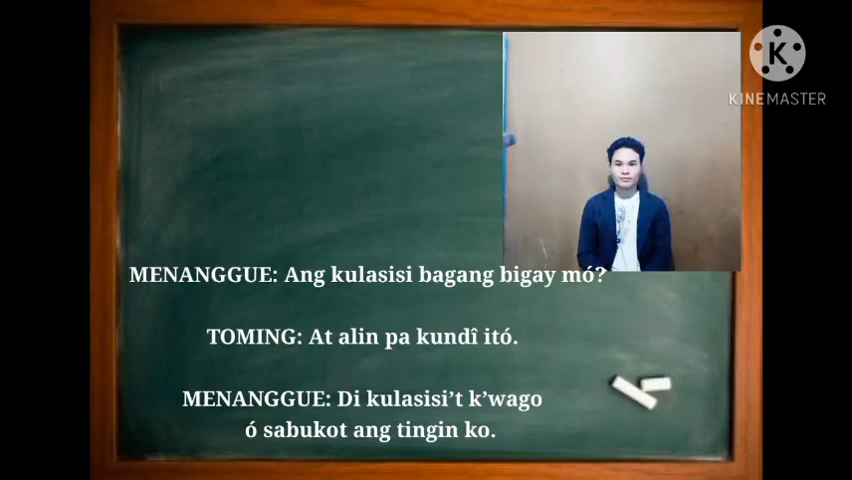 K
KINEMASTER
MENANGGUE: Ang kulasisi bagang bigay mó?
TOMING: At alin pa kundî itó.
MENANGGUE: Di kulasisi’t k’wago
ó sabukot ang tingin ko.